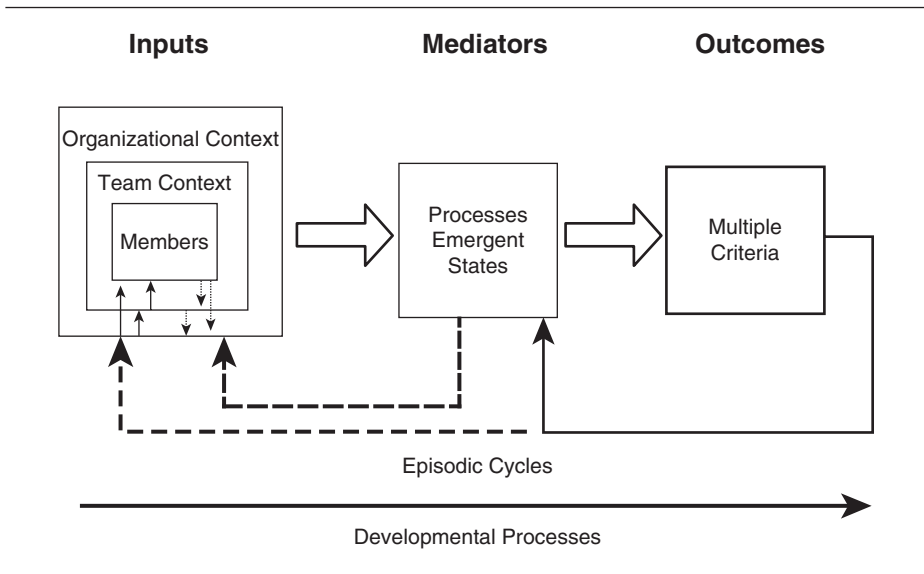 Inputs
Mediators
Outcomes
Organizational Context
Team Context
Members
Processes
Emergent
States
Multiple
Criteria
Episodic Cycles
Developmental Processes